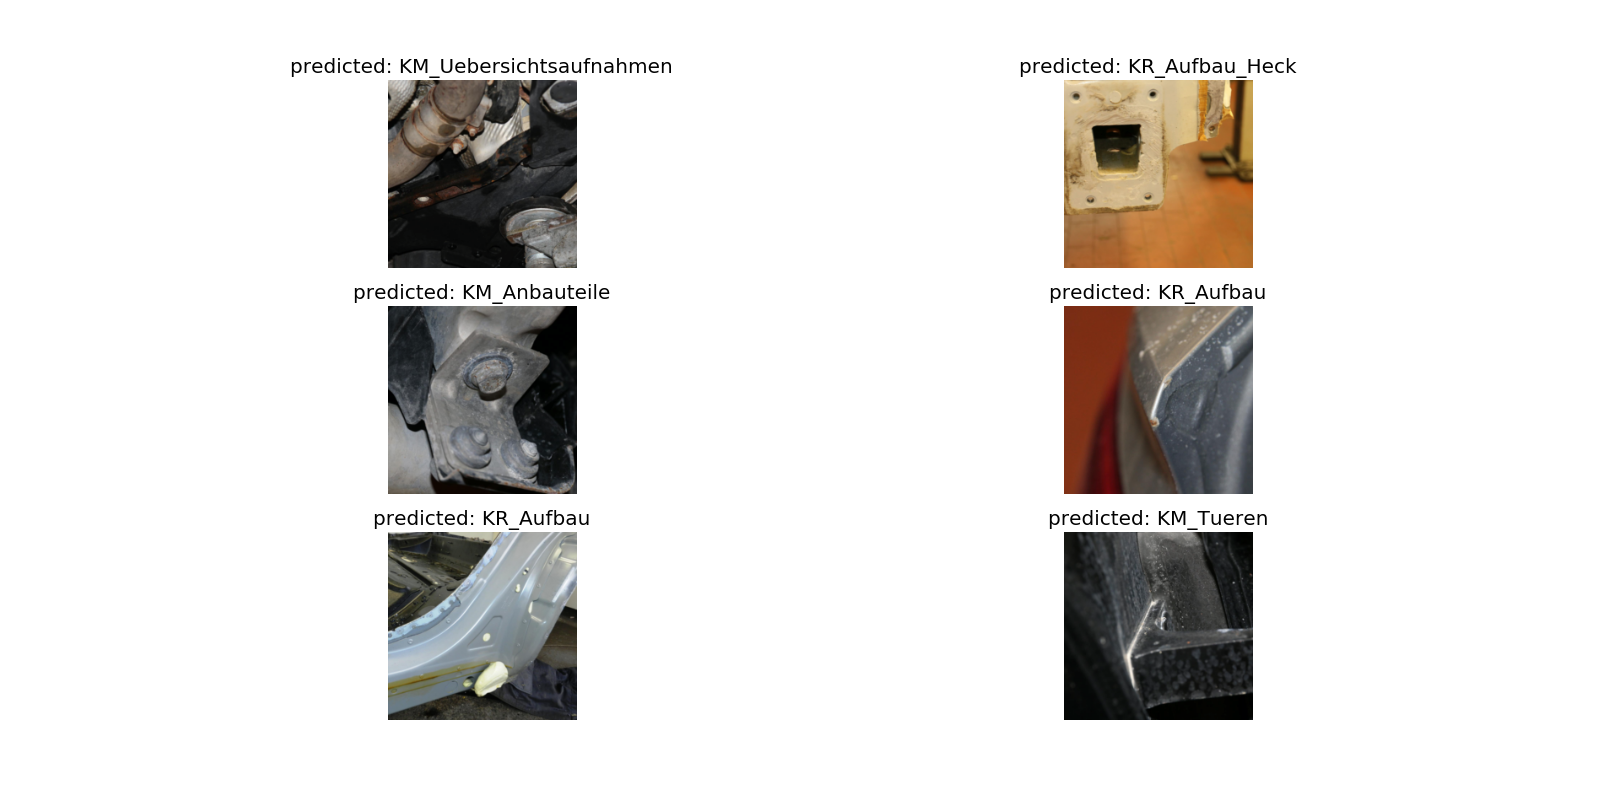 predicted: KM_Uebersichtsaufnahmen
predicted: KR_Aufbau_Heck
predicted: KM_Anbauteile
predicted: KR_Aufbau
predicted: KR_Aufbau
predicted: KM_Tueren